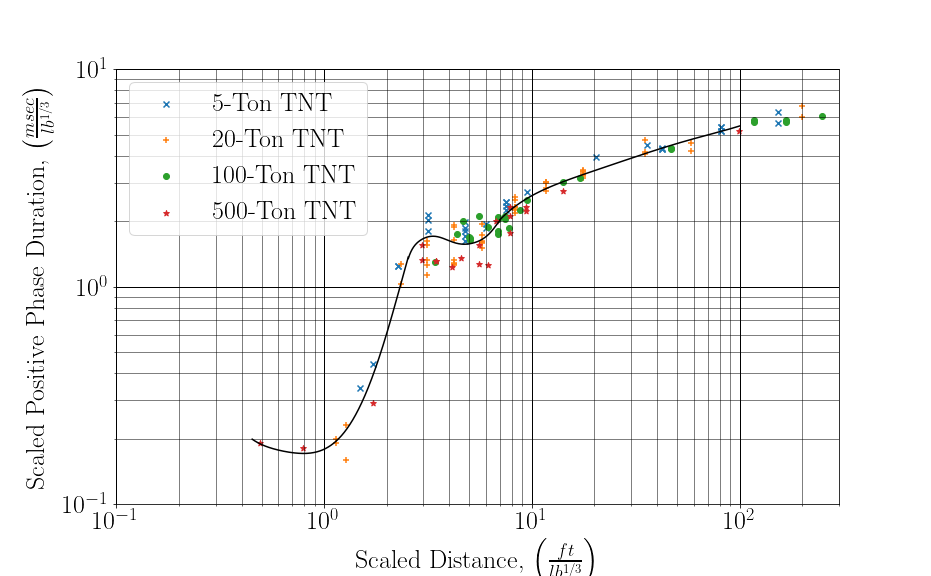 Scaled Positive Phase Duration, (msec/lb^{1/3})
10^1
10^0
10^{-1}
5-Ton TNT
20-Ton TNT
100-Ton TNT
500-Ton TNT
10^{-1} 10^0 10^1 10^2
Scaled Distance, (ft/lb^{1/3})